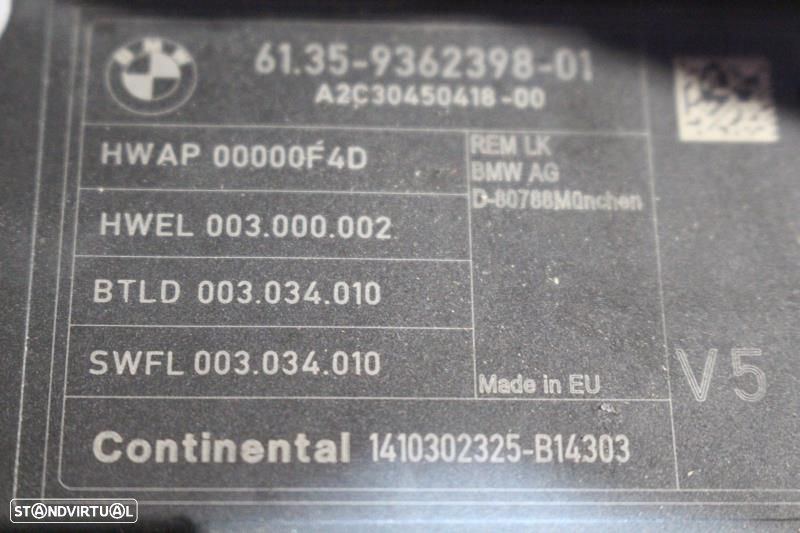 BMW
61.35-9362398-01
A2C30450418-00
HWAP 00000F4D
REM LK
BMW AG
D-80788München
HWEL 003.000.002
BTLD 003.034.010
SWFL 003.034.010
Made in EU
V5
Continental 1410302325-B14303
STANDVIRTUAL